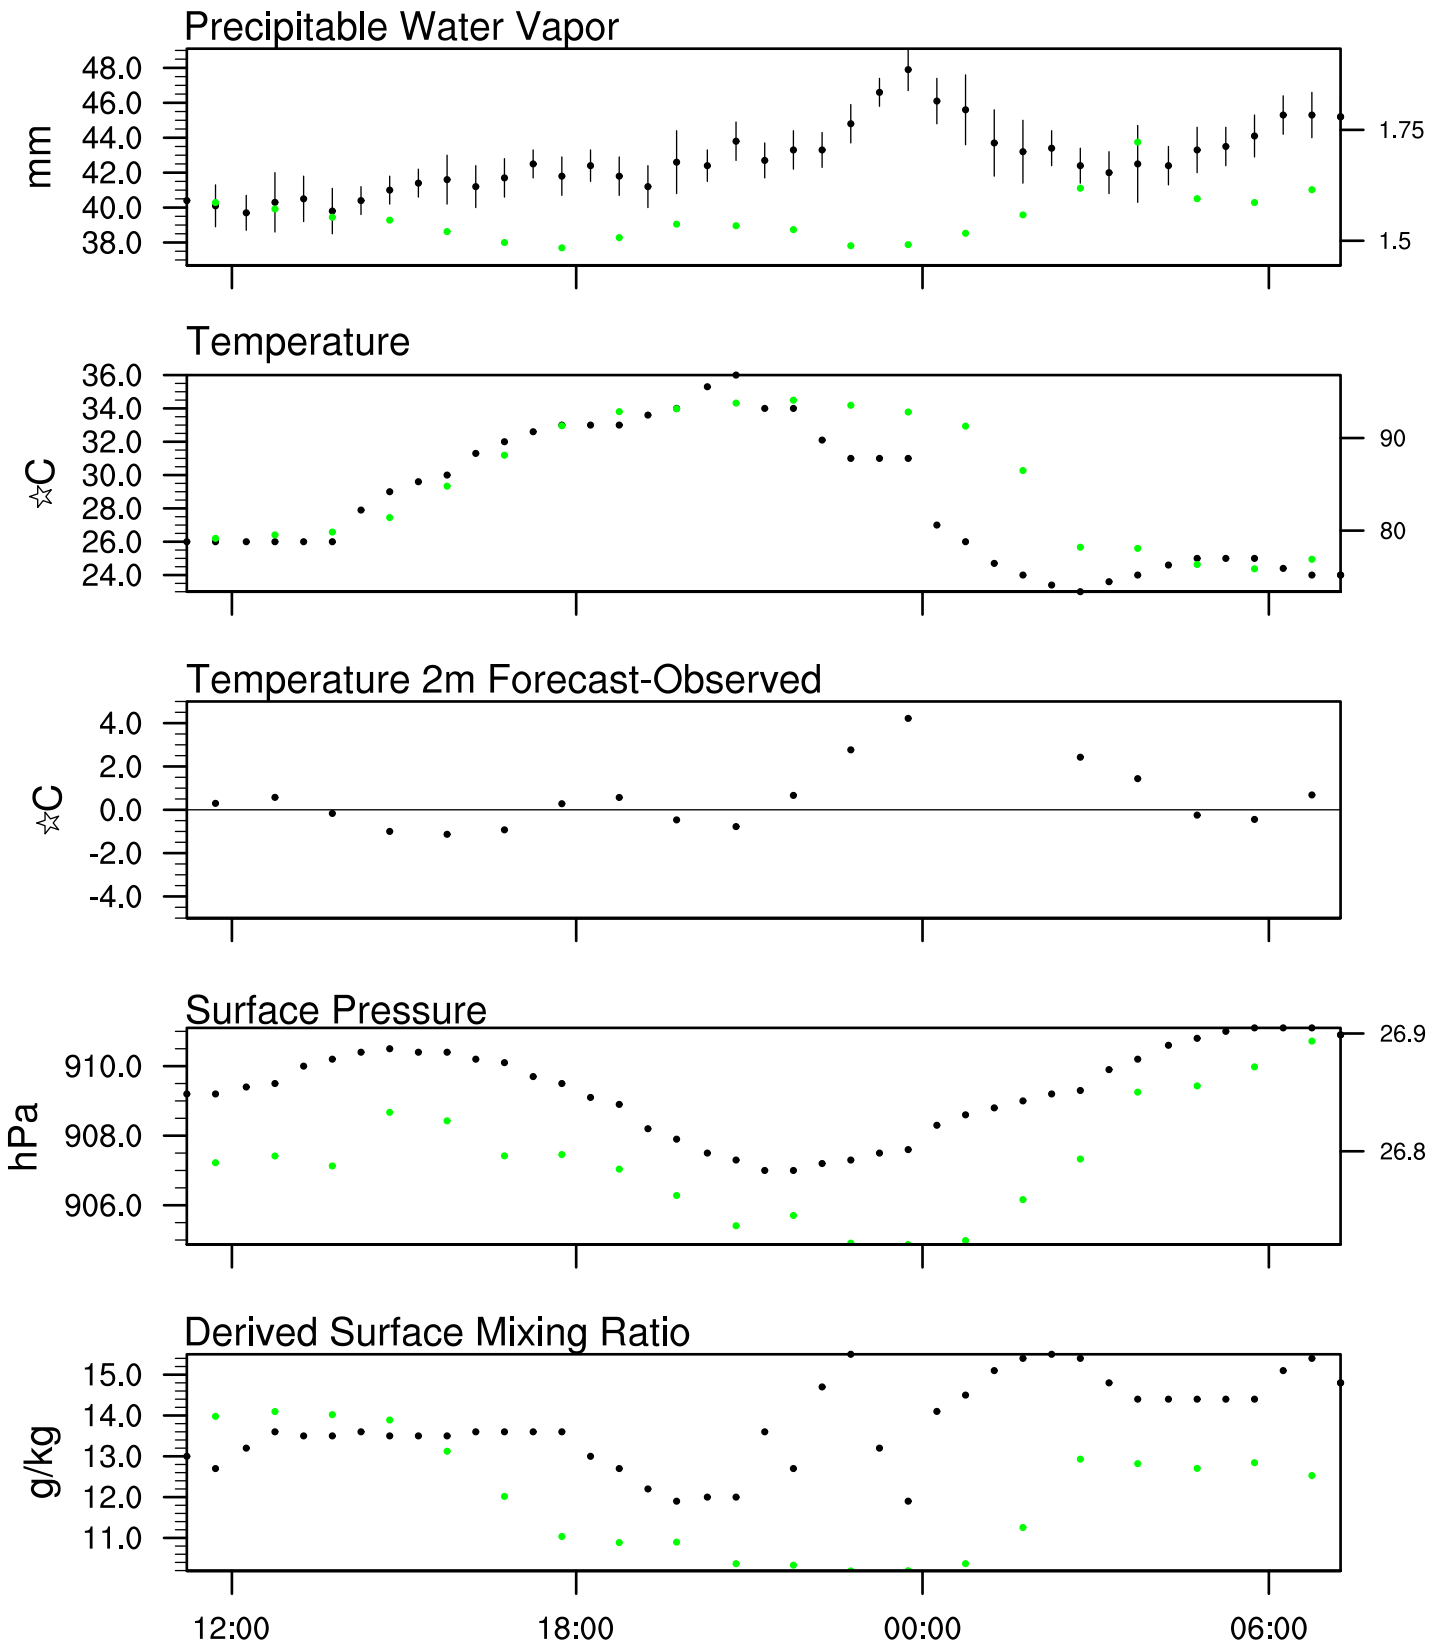 Precipitable Water Vapor
48.0
46.0
44.0
42.0
40.0
38.0
mm
1.75
1.5
Temperature
36.0
34.0
32.0
30.0
28.0
26.0
24.0
☆C
90
80
Temperature 2m Forecast-Observed
4.0
2.0
0.0
-2.0
-4.0
☆C
Surface Pressure
910.0
908.0
906.0
hPa
26.9
26.8
Derived Surface Mixing Ratio
15.0
14.0
13.0
12.0
11.0
g/kg
12:00 18:00 00:00 06:00